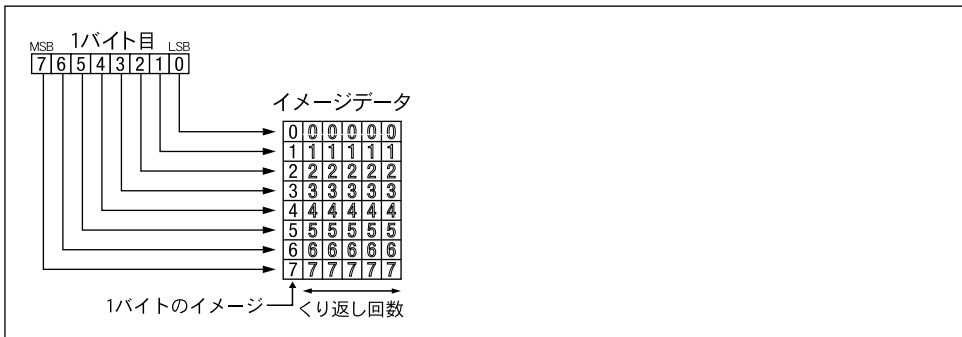 MSB 1バイト目 LSB
7 6 5 4 3 2 1 0
イメージデータ
0 0 0 0 0 0
1 1 1 1 1 1
2 2 2 2 2 2
3 3 3 3 3 3
4 4 4 4 4 4
5 5 5 5 5 5
6 6 6 6 6 6
7 7 7 7 7 7
1バイトのイメージ くり返し回数